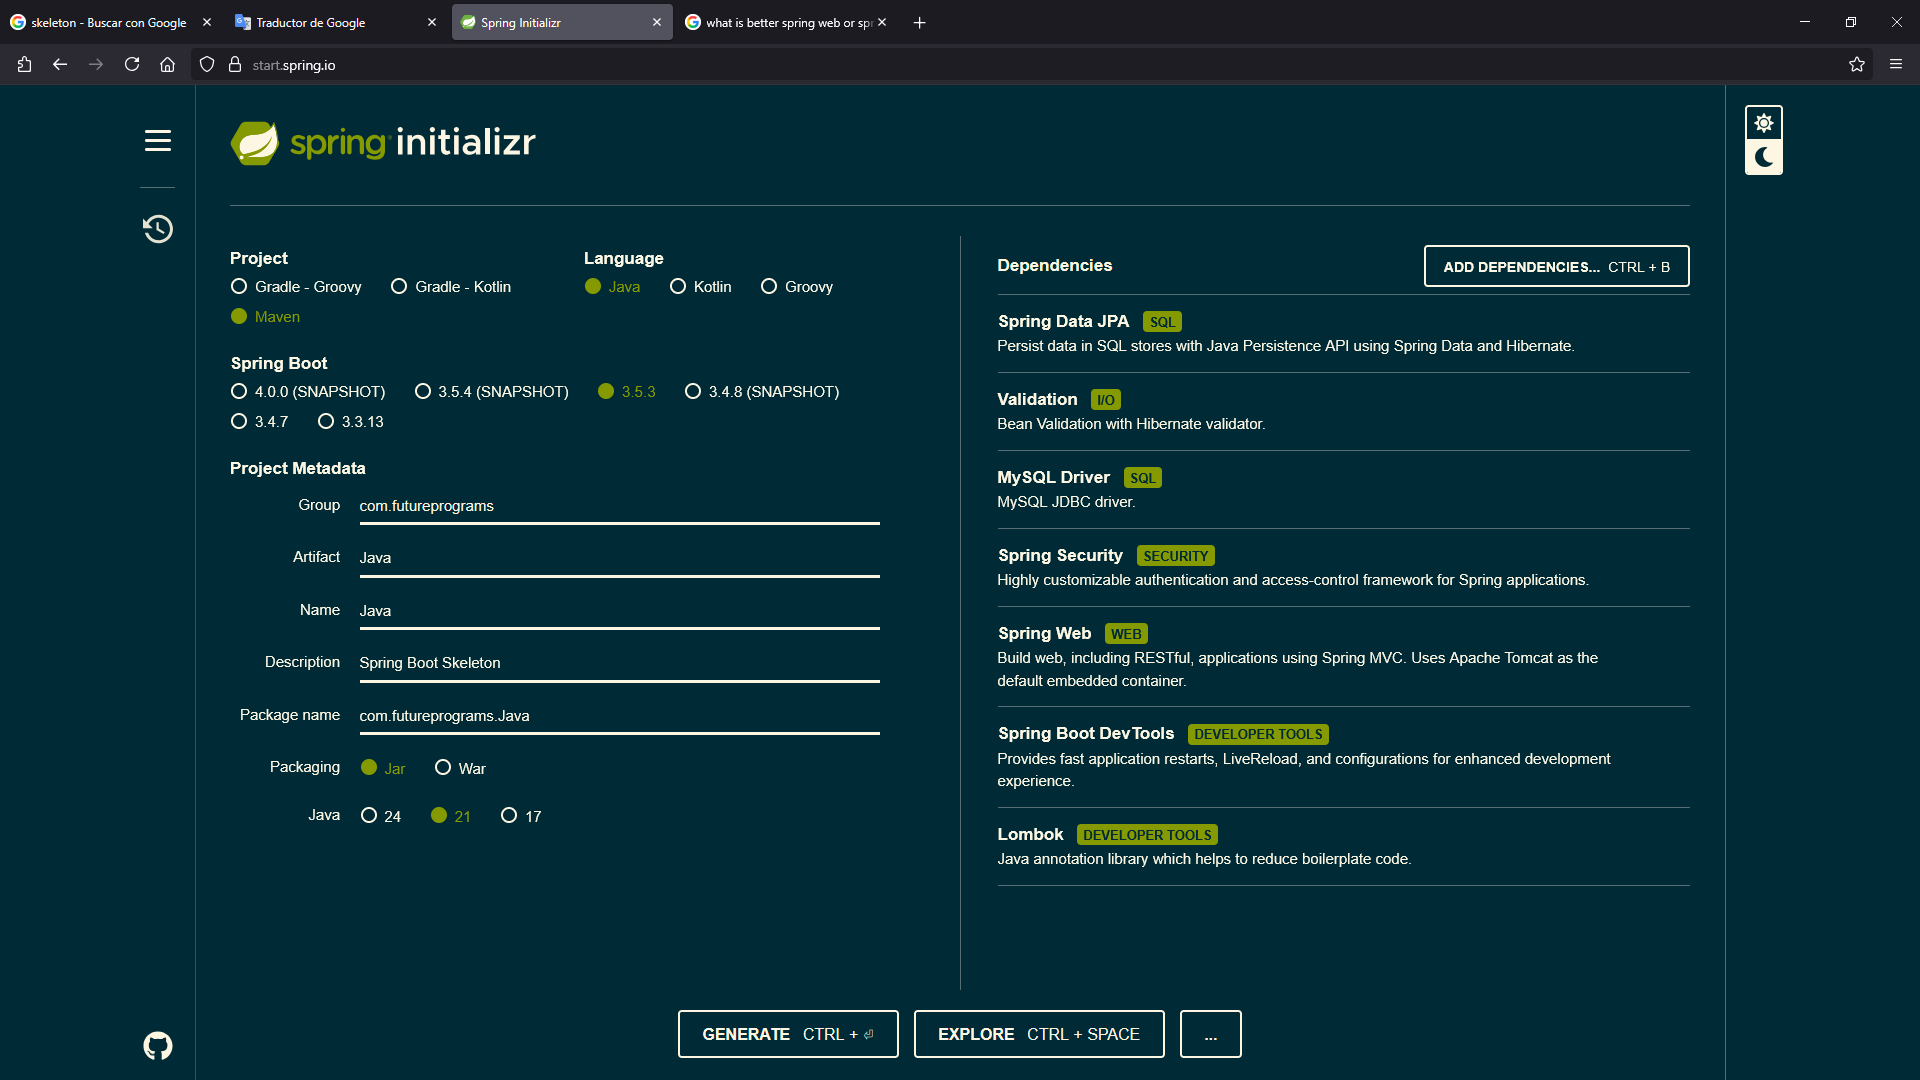 skeleton - Buscar con Google
Traductor de Google
Spring Initializr
what is better spring web or spr
start.spring.io
spring initializr
Project
Gradle - Groovy Gradle - Kotlin
Maven
Language
Java Kotlin Groovy
Spring Boot
4.0.0 (SNAPSHOT) 3.5.4 (SNAPSHOT) 3.5.3 3.4.8 (SNAPSHOT)
3.4.7 3.3.13
Project Metadata
Group com.futureprograms
Artifact Java
Name Java
Description Spring Boot Skeleton
Package name com.futureprograms.Java
Packaging Jar War
Java 24 21 17
Dependencies
ADD DEPENDENCIES... CTRL + B
Spring Data JPA SQL
Persist data in SQL stores with Java Persistence API using Spring Data and Hibernate.
Validation I/O
Bean Validation with Hibernate validator.
MySQL Driver SQL
MySQL JDBC driver.
Spring Security SECURITY
Highly customizable authentication and access-control framework for Spring applications.
Spring Web WEB
Build web, including RESTful, applications using Spring MVC. Uses Apache Tomcat as the
default embedded container.
Spring Boot DevTools DEVELOPER TOOLS
Provides fast application restarts, LiveReload, and configurations for enhanced development
experience.
Lombok DEVELOPER TOOLS
Java annotation library which helps to reduce boilerplate code.
GENERATE CTRL + ⏎
EXPLORE CTRL + SPACE
...